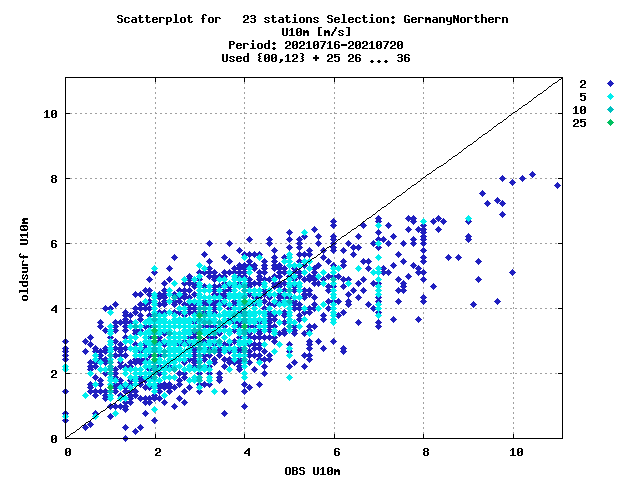 Scatterplot for   23 stations Selection: GermanyNorthern
U10m [m/s]
Period: 20210716-20210720
Used {00,12} + 25 26 ... 36
2
5
10
25
10
8
6
4
2
0
oldsurf U10m
0 2 4 6 8 10
OBS U10m